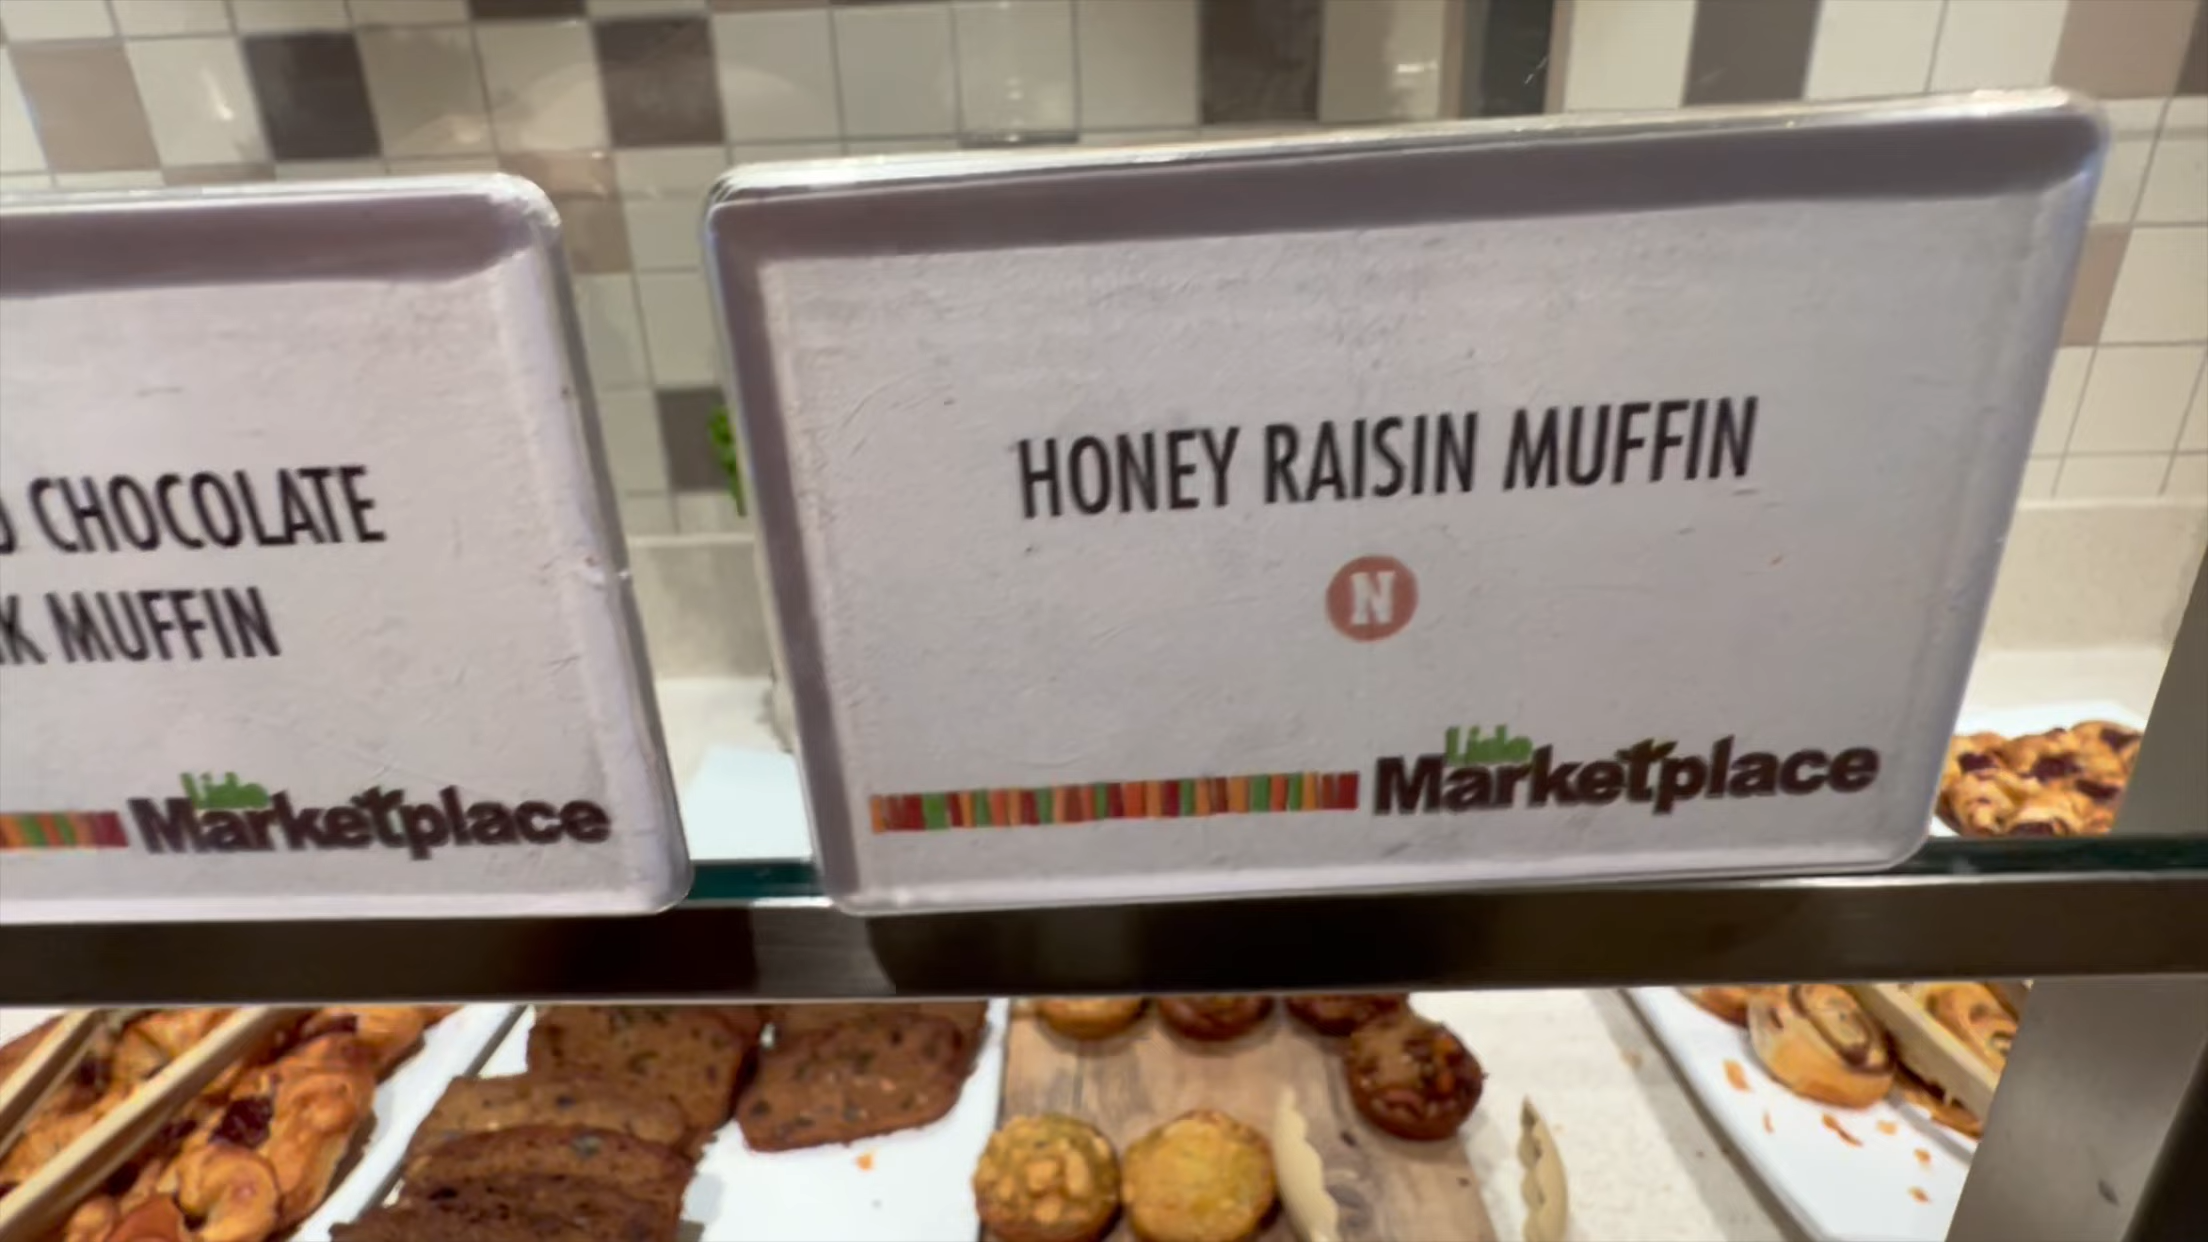 CHOCOLATE
MUFFIN
Lido
Marketplace
HONEY RAISIN MUFFIN
N
Lido
Marketplace